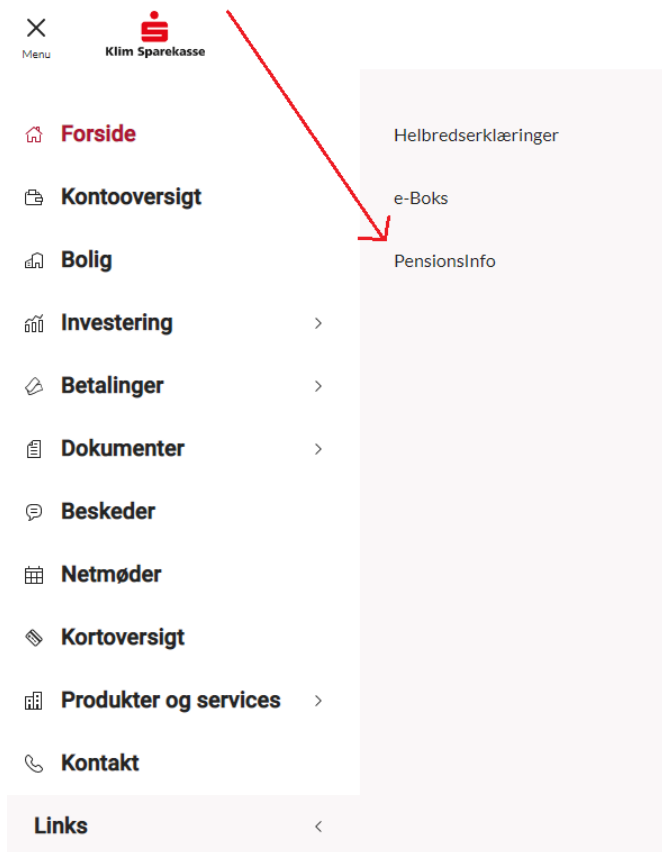 Menu
Klim Sparekasse
Forside
Kontooversigt
Bolig
Investering
Betalinger
Dokumenter
Beskeder
Netmøder
Kortoversigt
Produkter og services
Kontakt
Links
Helbredserklæringer
e-Boks
PensionsInfo